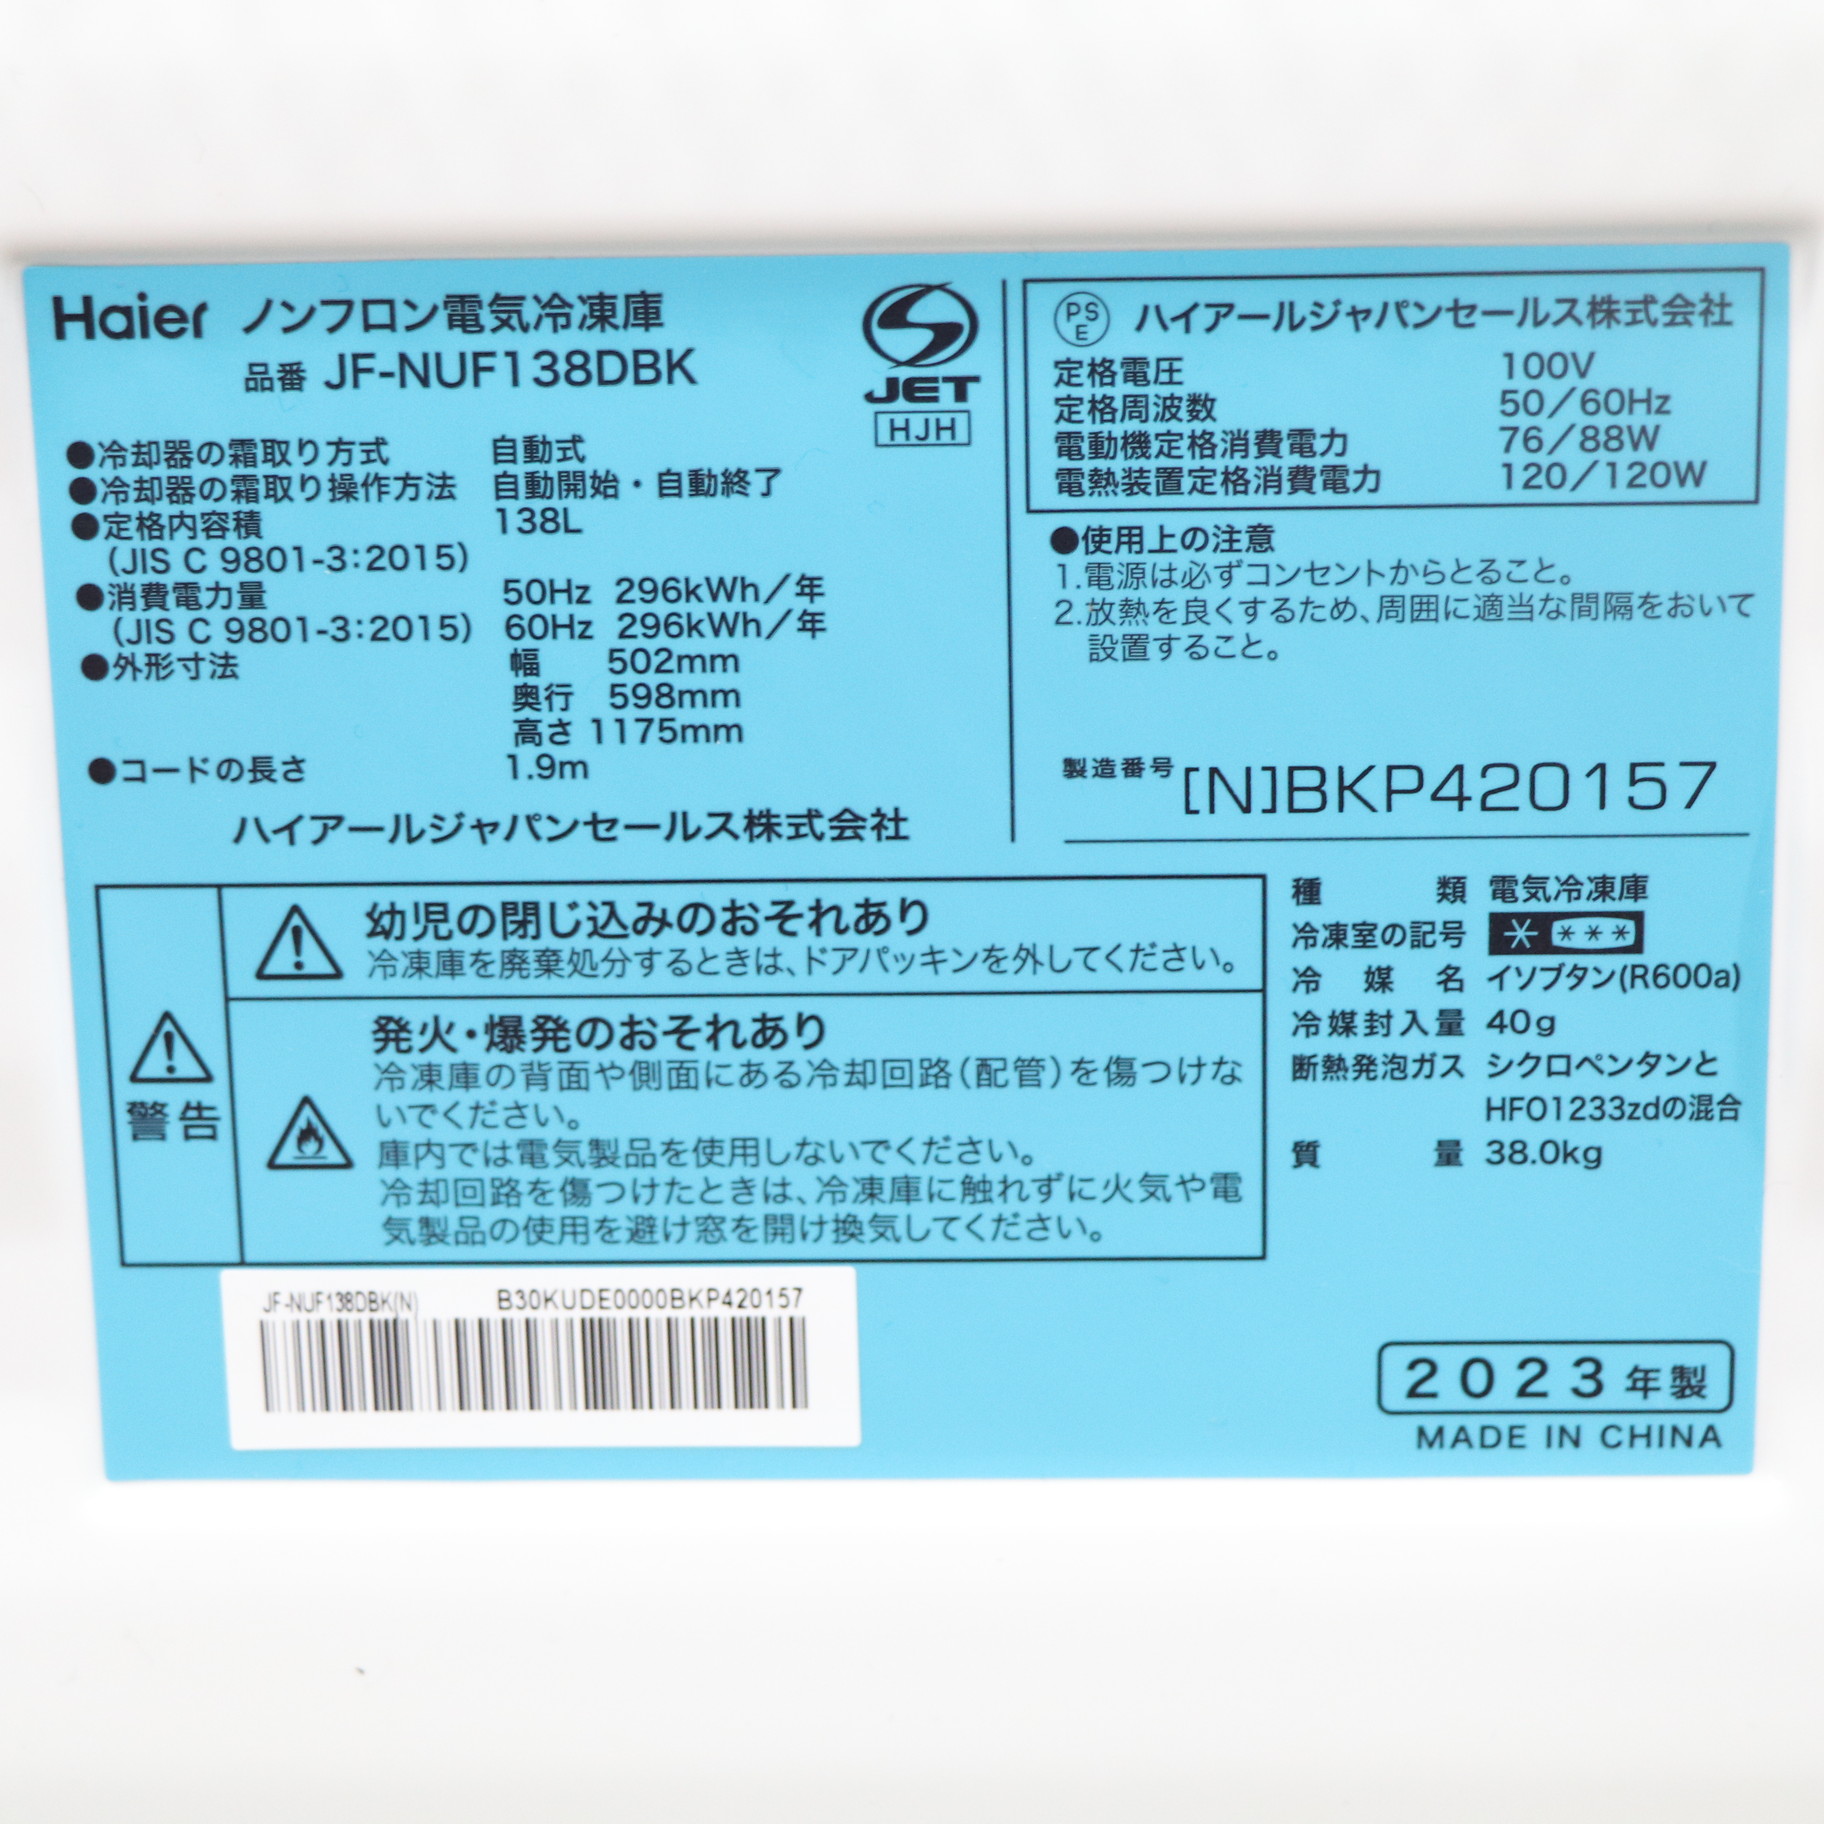 Haier ノンフロン電気冷凍庫
品番 JF-NUF138DBK
JET
HJH
●冷却器の霜取り方式 自動式
●冷却器の霜取り操作方法 自動開始・自動終了
●定格内容積 138L
(JIS C 9801-3:2015)
●消費電力量 50Hz 296kWh/年
(JIS C 9801-3:2015) 60Hz 296kWh/年
●外形寸法 幅 502mm
奥行 598mm
高さ 1175mm
●コードの長さ 1.9m
ハイアールジャパンセールス株式会社
PS
E
ハイアールジャパンセールス株式会社
定格電圧 100V
定格周波数 50/60Hz
電動機定格消費電力 76/88W
電熱装置定格消費電力 120/120W
●使用上の注意
1.電源は必ずコンセントからとること。
2.放熱を良くするため、周囲に適当な間隔をおいて
設置すること。
製造番号 [N]BKP420157
警告
幼児の閉じ込みのおそれあり
冷凍庫を廃棄処分するときは、ドアパッキンを外してください。
発火・爆発のおそれあり
冷凍庫の背面や側面にある冷却回路(配管)を傷つけな
いでください。
庫内では電気製品を使用しないでください。
冷却回路を傷つけたときは、冷凍庫に触れずに火気や電
気製品の使用を避け窓を開け換気してください。
種類 電気冷凍庫
冷凍室の記号 * ***
冷媒名 イソブタン(R600a)
冷媒封入量 40g
断熱発泡ガス シクロペンタンと
HFO1233zdの混合
質量 38.0kg
JF-NUF138DBK(N) B30KUDE0000BKP420157
2023年製
MADE IN CHINA